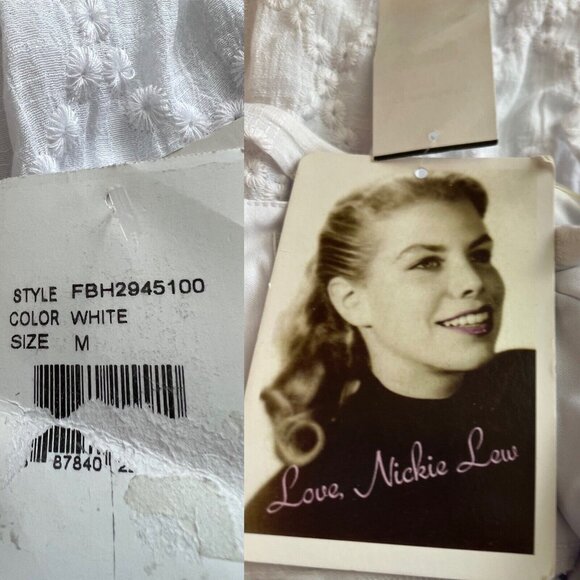 STYLE FBH2945100
COLOR WHITE
SIZE M
87840
Love, Nickie Lew